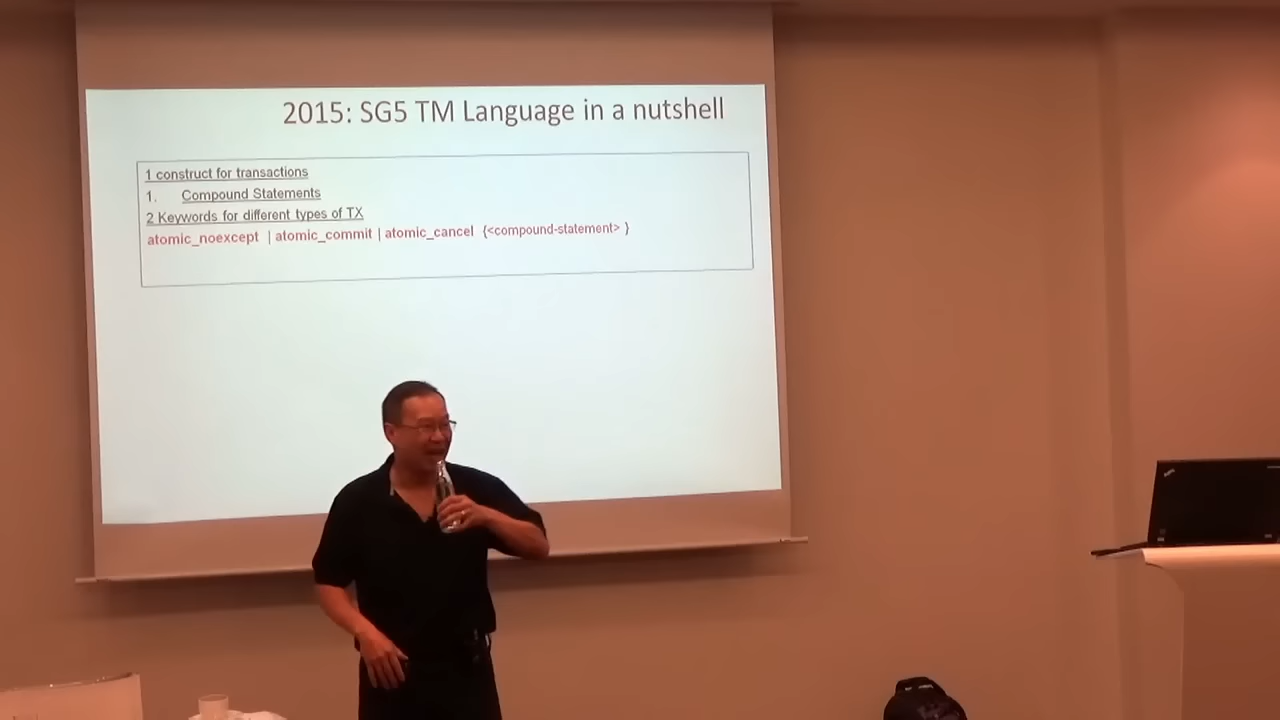 2015: SG5 TM Language in a nutshell
1 construct for transactions
1. Compound Statements
2 Keywords for different types of TX
atomic_noexcept | atomic_commit | atomic_cancel {<compound-statement> }